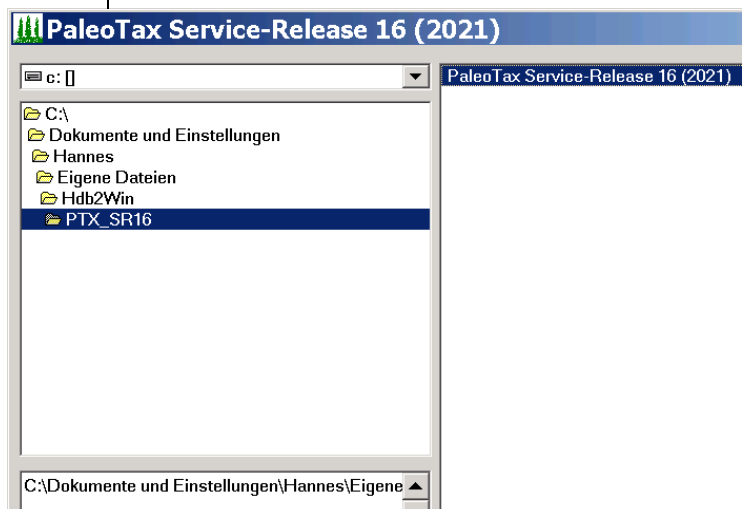 PaleoTax Service-Release 16 (2021)
c: []
PaleoTax Service-Release 16 (2021)
C:\
Dokumente und Einstellungen
Hannes
Eigene Dateien
Hdb2Win
PTX_SR16
C:\Dokumente und Einstellungen\Hannes\Eigene